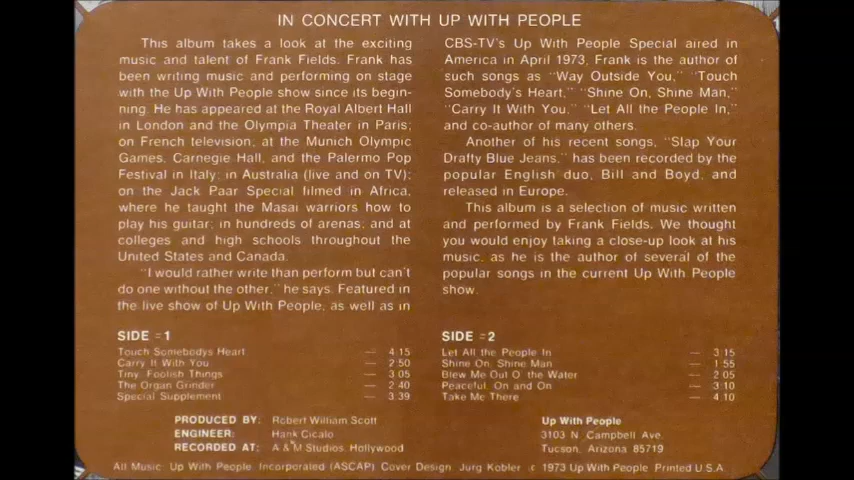 IN CONCERT WITH UP WITH PEOPLE
This album takes a look at the exciting
music and talent of Frank Fields. Frank has
been writing music and performing on stage
with the Up With People show since its begin-
ning. He has appeared at the Royal Albert Hall
in London and the Olympia Theater in Paris;
on French television, at the Munich Olympic
Games, Carnegie Hall, and the Palermo Pop
Festival in Italy; in Australia (live and on TV);
on the Jack Paar Special filmed in Africa,
where he taught the Masai warriors how to
play his guitar; in hundreds of arenas; and at
colleges and high schools throughout the
United States and Canada.
"I would rather write than perform but can't
do one without the other," he says. Featured in
the live show of Up With People, as well as in
CBS-TV's Up With People Special aired in
America in April 1973, Frank is the author of
such songs as "Way Outside You," "Touch
Somebody's Heart," "Shine On, Shine Man,"
"Carry It With You," "Let All the People In,"
and co-author of many others.
Another of his recent songs, "Slap Your
Drafty Blue Jeans," has been recorded by the
popular English duo, Bill and Boyd, and
released in Europe.
This album is a selection of music written
and performed by Frank Fields. We thought
you would enjoy taking a close-up look at his
music, as he is the author of several of the
popular songs in the current Up With People
show.
SIDE #1
Touch Somebodys Heart — 4:15
Carry It With You — 2:50
Tiny, Foolish Things — 3:05
The Organ Grinder — 2:40
Special Supplement — 3:39
SIDE #2
Let All the People In — 3:15
Shine On, Shine Man — 1:55
Blew Me Out O' the Water — 2:05
Peaceful, On and On — 3:10
Take Me There — 4:10
PRODUCED BY: Robert William Scott
ENGINEER: Hank Cicalo
RECORDED AT: A & M Studios, Hollywood
Up With People
3103 N. Campbell Ave.
Tucson, Arizona 85719
All Music: Up With People, Incorporated (ASCAP) Cover Design: Jurg Kobler © 1973 Up With People Printed U.S.A.